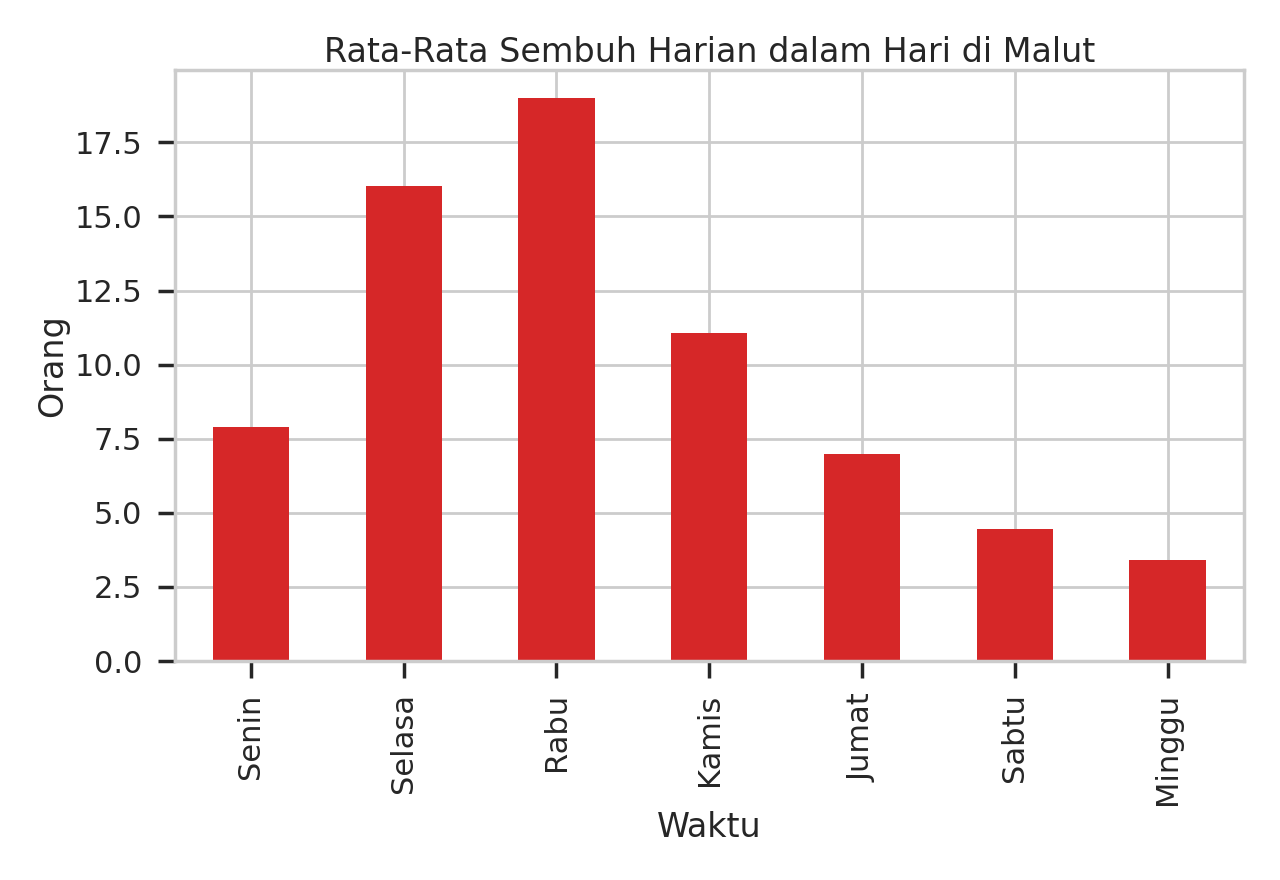 Rata-Rata Sembuh Harian dalam Hari di Malut
17.5
15.0
12.5
10.0
7.5
5.0
2.5
0.0
Orang
Senin
Selasa
Rabu
Kamis
Jumat
Sabtu
Minggu
Waktu